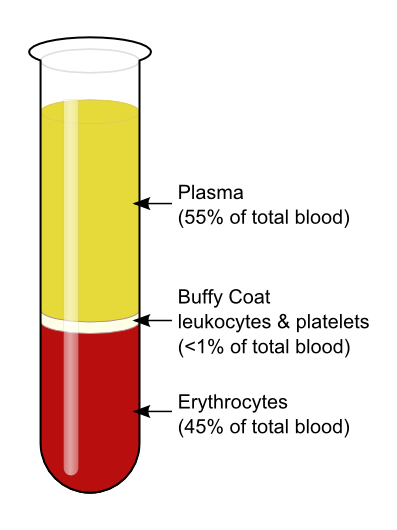 Plasma
(55% of total blood)
Buffy Coat
leukocytes & platelets
(<1% of total blood)
Erythrocytes
(45% of total blood)